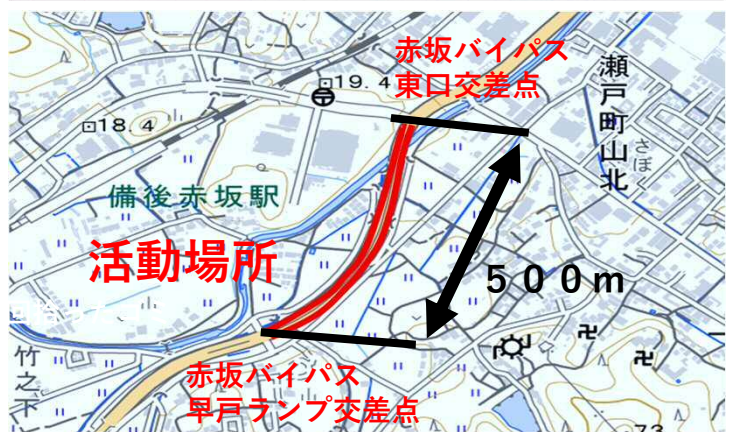 赤坂バイパス
東口交差点
19.4
18.4
瀬戸町山北
さぼ
備後赤坂駅
活動場所
500m
竹之下
赤坂バイパス
早戸ランプ交差点
73